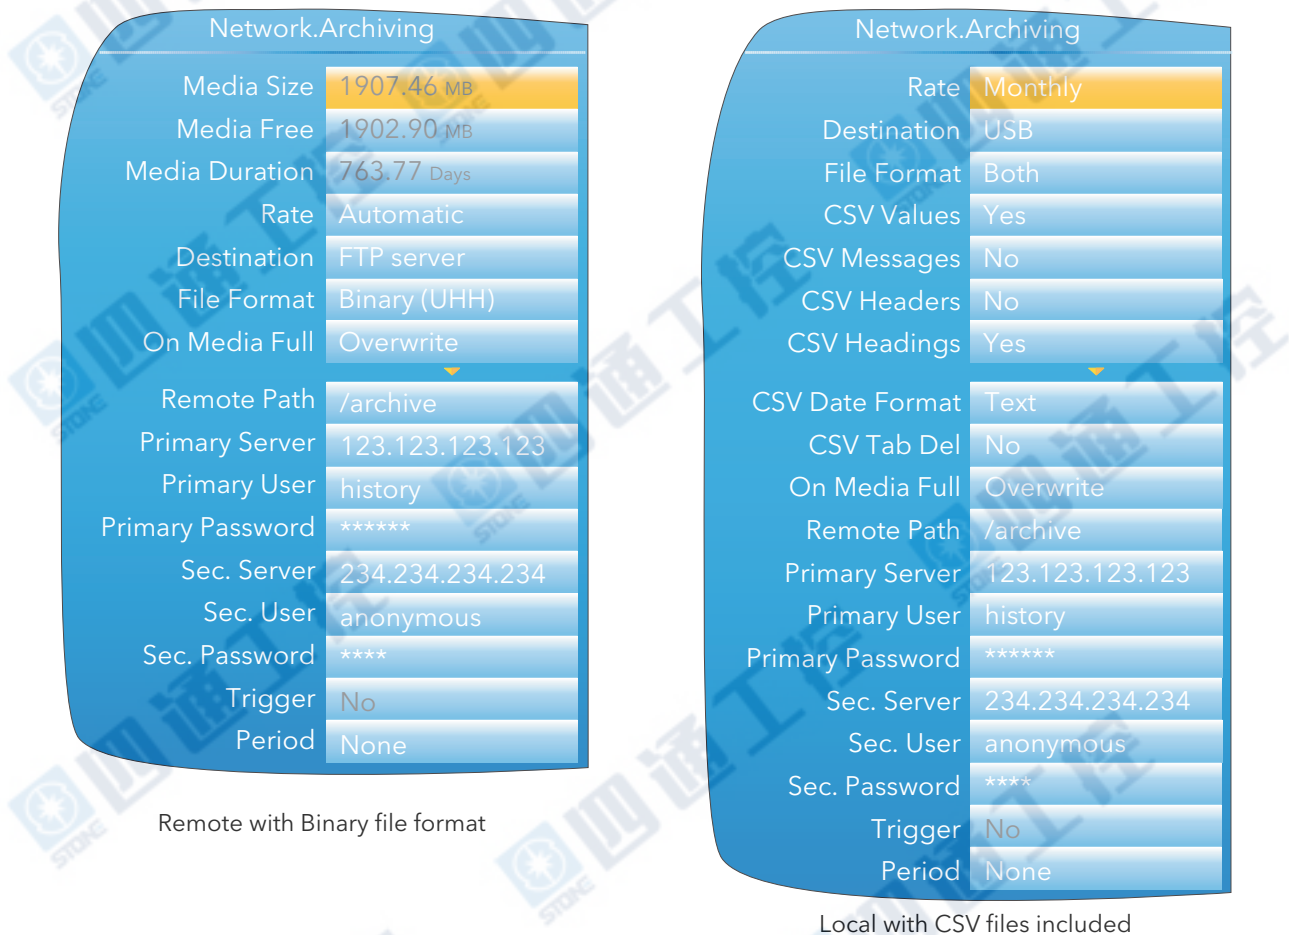 Network.Archiving
Media Size 1907.46 MB
Media Free 1902.90 MB
Media Duration 763.77 Days
Rate Automatic
Destination FTP server
File Format Binary (UHH)
On Media Full Overwrite
Remote Path /archive
Primary Server 123.123.123.123
Primary User history
Primary Password ******
Sec. Server 234.234.234.234
Sec. User anonymous
Sec. Password ****
Trigger No
Period None
Remote with Binary file format
Network.Archiving
Rate Monthly
Destination USB
File Format Both
CSV Values Yes
CSV Messages No
CSV Headers No
CSV Headings Yes
CSV Date Format Text
CSV Tab Del No
On Media Full Overwrite
Remote Path /archive
Primary Server 123.123.123.123
Primary User history
Primary Password ******
Sec. Server 234.234.234.234
Sec. User anonymous
Sec. Password ****
Trigger No
Period None
Local with CSV files included
四通工控
STONE